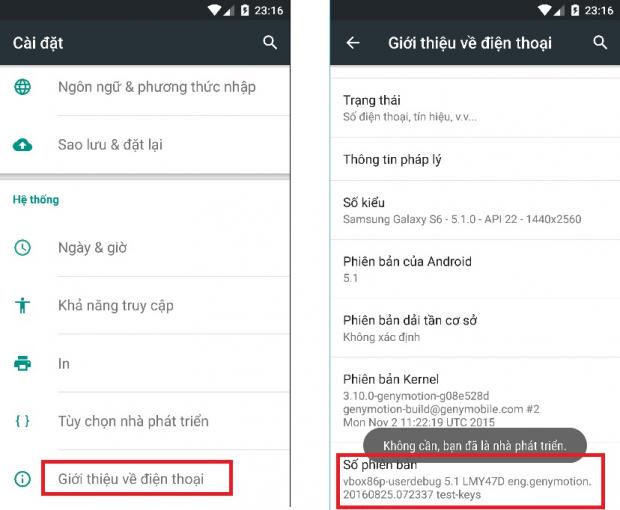 23:16
Cài đặt
Ngôn ngữ & phương thức nhập
Sao lưu & đặt lại
Hệ thống
Ngày & giờ
Khả năng truy cập
In
{ } Tùy chọn nhà phát triển
Giới thiệu về điện thoại
23:16
Giới thiệu về điện thoại
Trạng thái
Số điện thoại, tín hiệu, v.v...
Thông tin pháp lý
Số kiểu
Samsung Galaxy S6 - 5.1.0 - API 22 - 1440x2560
Phiên bản của Android
5.1
Phiên bản dải tần cơ sở
Không xác định
Phiên bản Kernel
3.10.0-genymotion-g08e528d
genymotion-build@genymobile.com #2
Mon Nov 2 11:22:19 UTC 2015
Không cần, bạn đã là nhà phát triển.
Số phiên bản
vbox86p-userdebug 5.1 LMY47D eng.genymotion.
20160825.072337 test-keys